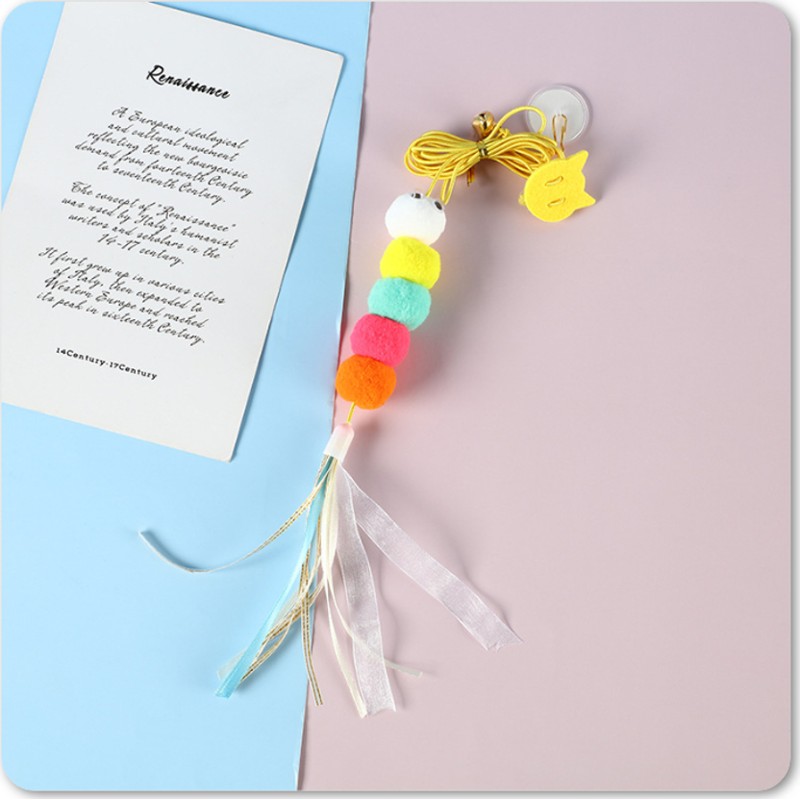 Renaissance
A European ideological
and cultural movement
reflecting the new bourgeoisie
demand from fourteenth Century
to seventeenth Century.
The concept of "Renaissance"
was used by Italy's humanist
writers and scholars in the
14-17 century.
It first grew up in various cities
of Italy, then expanded to
Western Europe and reached
its peak in sixteenth Century.
14Century-17Century